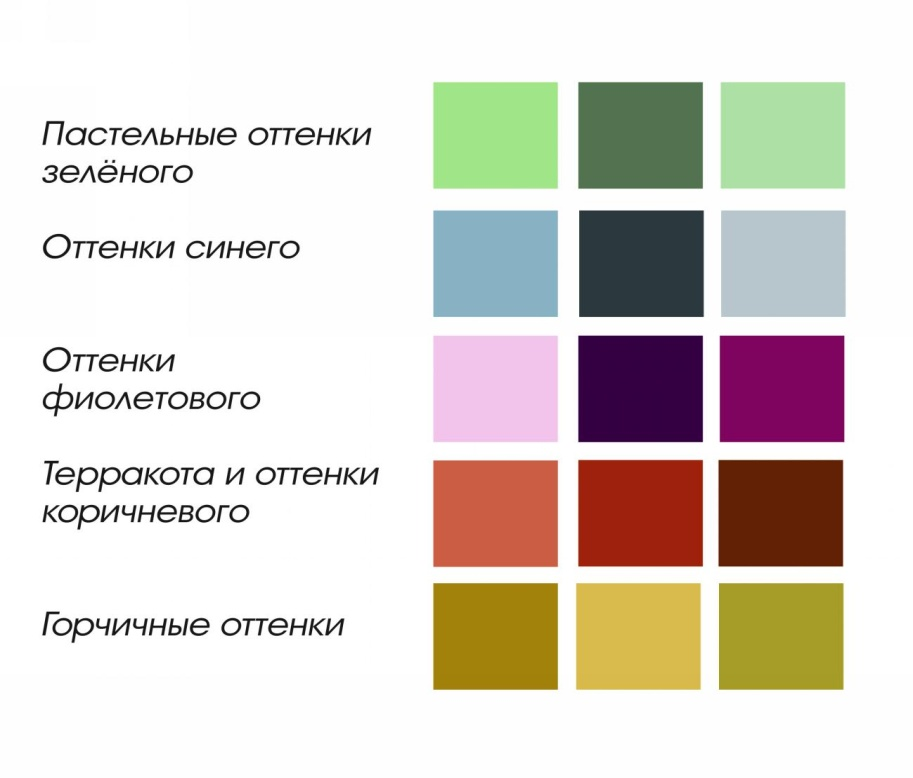 Пастельные оттенки
зелёного
Оттенки синего
Оттенки
фиолетового
Терракота и оттенки
коричневого
Горчичные оттенки